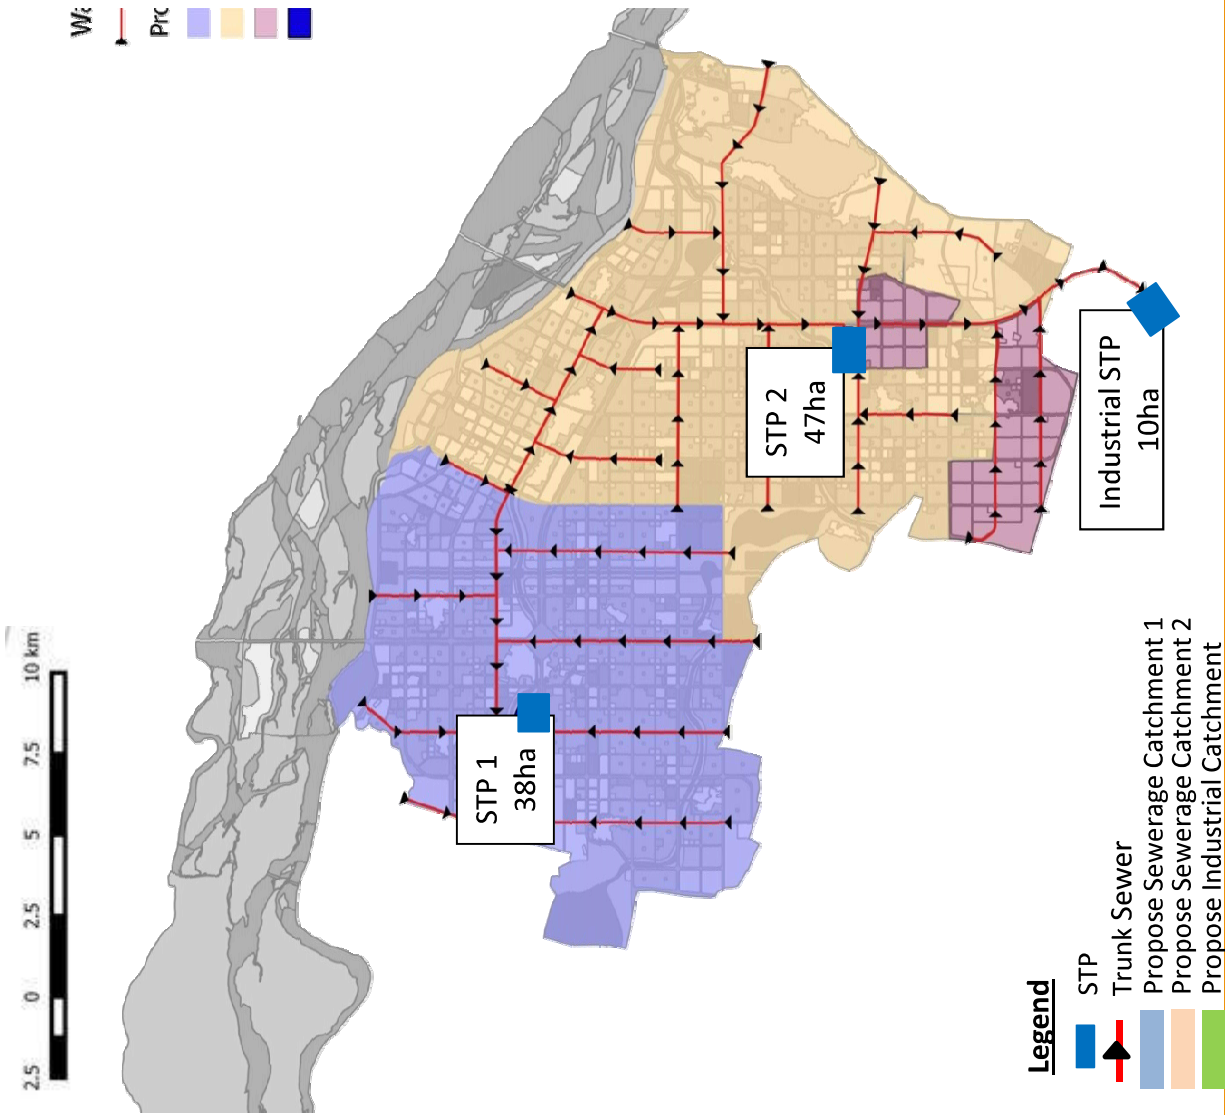 STP 1
38ha
STP 2
47ha
Industrial STP
10ha
2.5 0 2.5 5 7.5 10 km
Legend
STP
Trunk Sewer
Propose Sewerage Catchment 1
Propose Sewerage Catchment 2
Propose Industrial Catchment